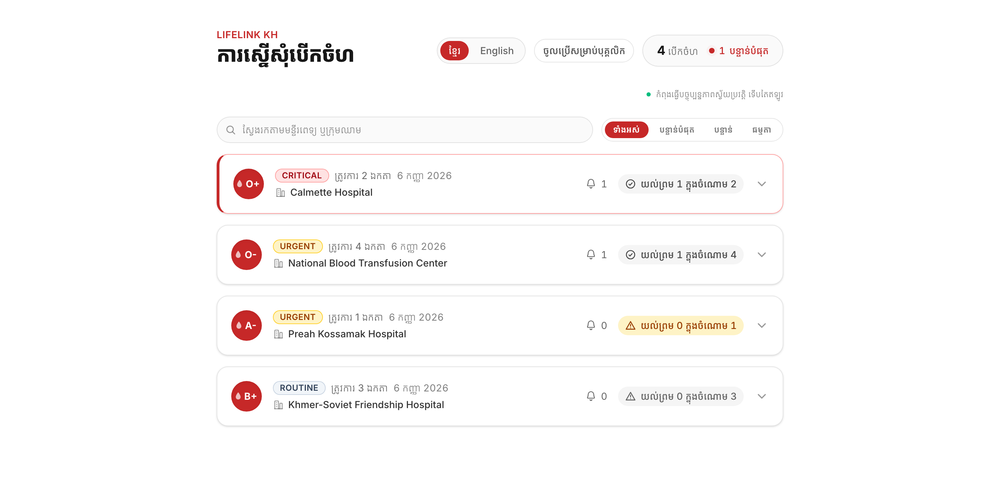 LIFELINK KH
ការស្នើសុំបើកចំហ
ខ្មែរ English
ចូលប្រើសម្រាប់បុគ្គលិក
4 បើកចំហ 1 បន្ទាន់បំផុត
កំពុងធ្វើបច្ចុប្បន្នភាពស្វ័យប្រវត្តិ ទើបតែឥឡូវ
ស្វែងរកតាមមន្ទីរពេទ្យ ឬក្រុមឈាម
ទាំងអស់ បន្ទាន់បំផុត បន្ទាន់ ធម្មតា
O+ CRITICAL ត្រូវការ 2 ឯកតា 6 កញ្ញា 2026
Calmette Hospital
1 យល់ព្រម 1 ក្នុងចំណោម 2
O- URGENT ត្រូវការ 4 ឯកតា 6 កញ្ញា 2026
National Blood Transfusion Center
1 យល់ព្រម 1 ក្នុងចំណោម 4
A- URGENT ត្រូវការ 1 ឯកតា 6 កញ្ញា 2026
Preah Kossamak Hospital
0 យល់ព្រម 0 ក្នុងចំណោម 1
B+ ROUTINE ត្រូវការ 3 ឯកតា 6 កញ្ញា 2026
Khmer-Soviet Friendship Hospital
0 យល់ព្រម 0 ក្នុងចំណោម 3